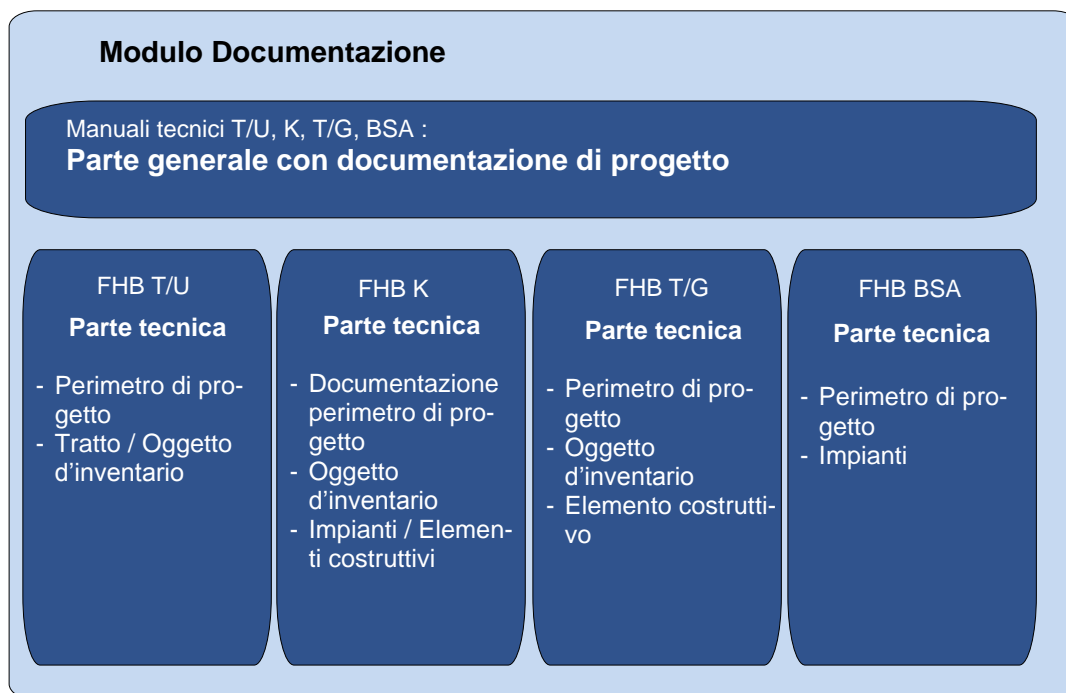 Modulo Documentazione
Manuali tecnici T/U, K, T/G, BSA :
Parte generale con documentazione di progetto
FHB T/U
Parte tecnica
- Perimetro di pro-
getto
- Tratto / Oggetto
d’inventario
FHB K
Parte tecnica
- Documentazione
perimetro di pro-
getto
- Oggetto
d’inventario
- Impianti / Elemen-
ti costruttivi
FHB T/G
Parte tecnica
- Perimetro di pro-
getto
- Oggetto
d’inventario
- Elemento costrutti-
vo
FHB BSA
Parte tecnica
- Perimetro di pro-
getto
- Impianti